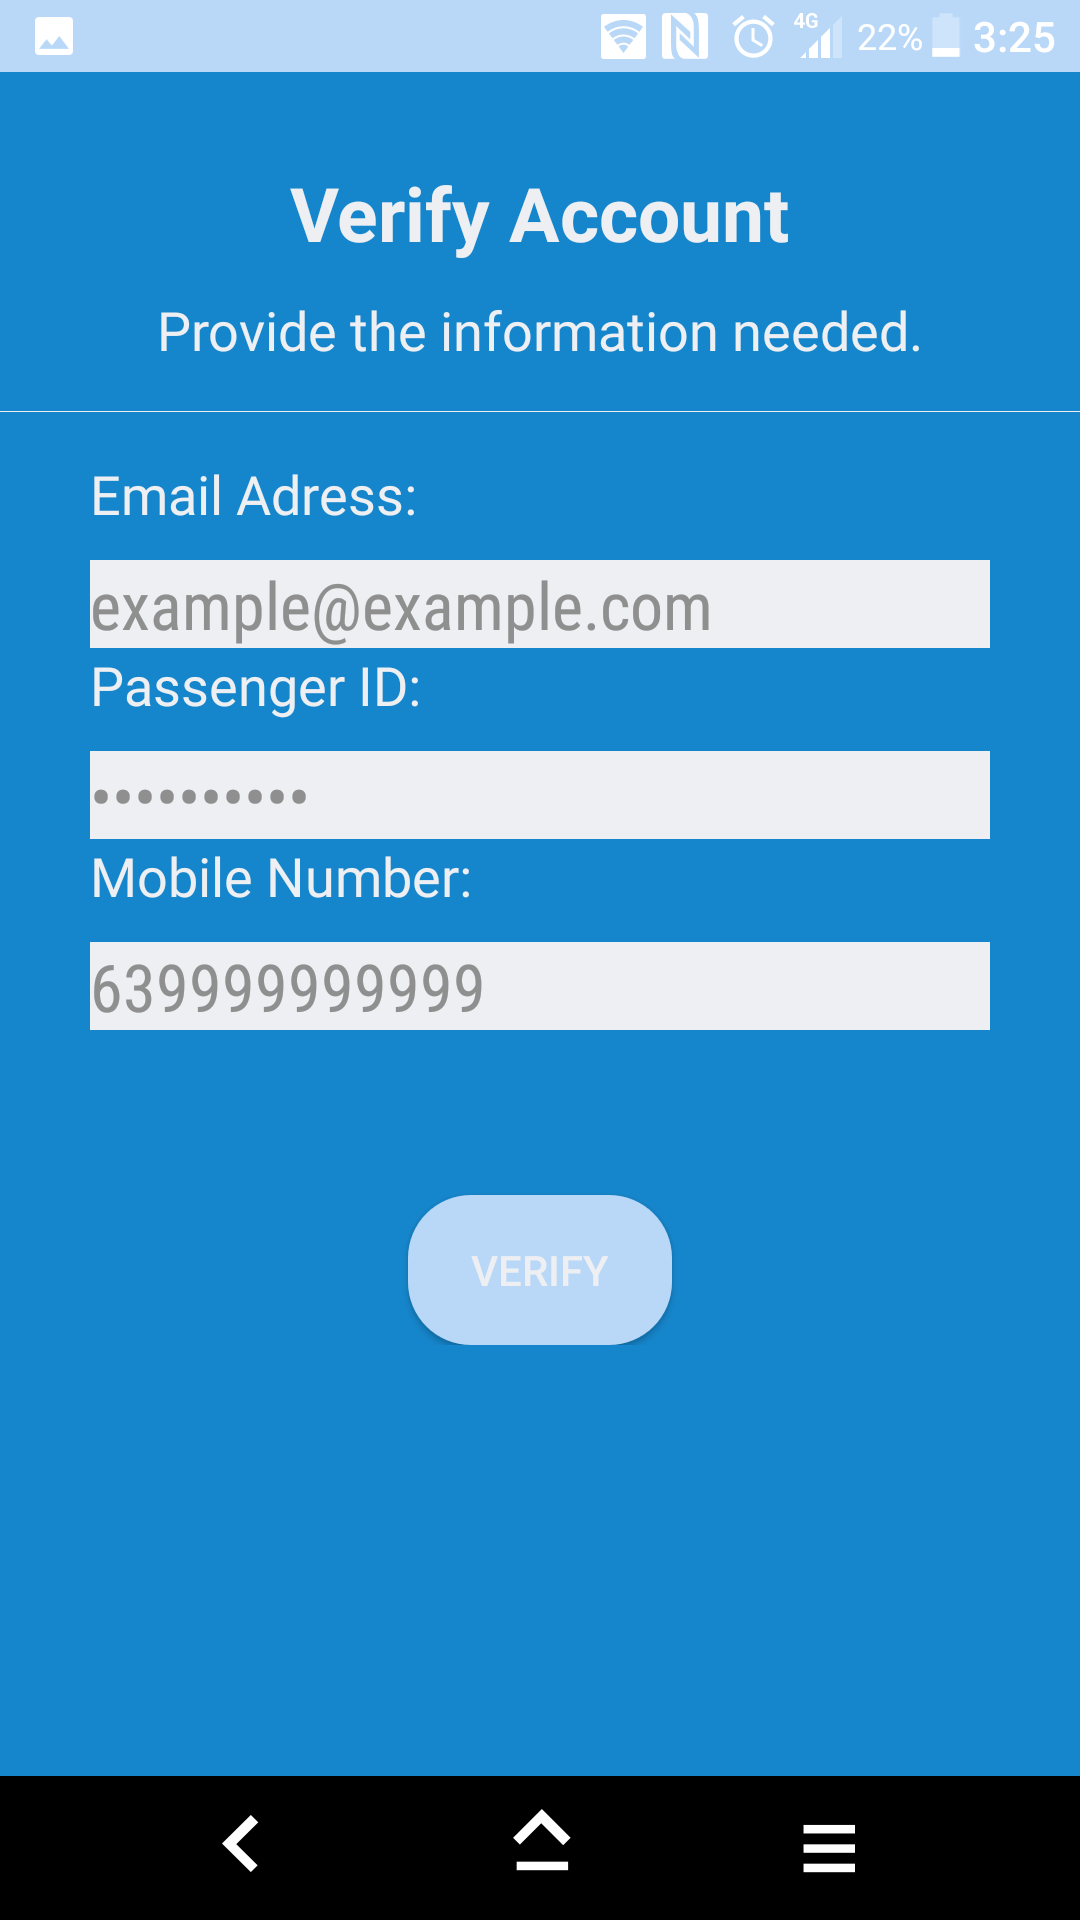 4G 22% 3:25
Verify Account
Provide the information needed.
Email Adress:
example@example.com
Passenger ID:
••••••••••
Mobile Number:
639999999999
VERIFY